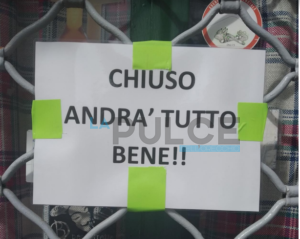 CHIUSO
ANDRA' TUTTO
LA PULCE
BENE!!